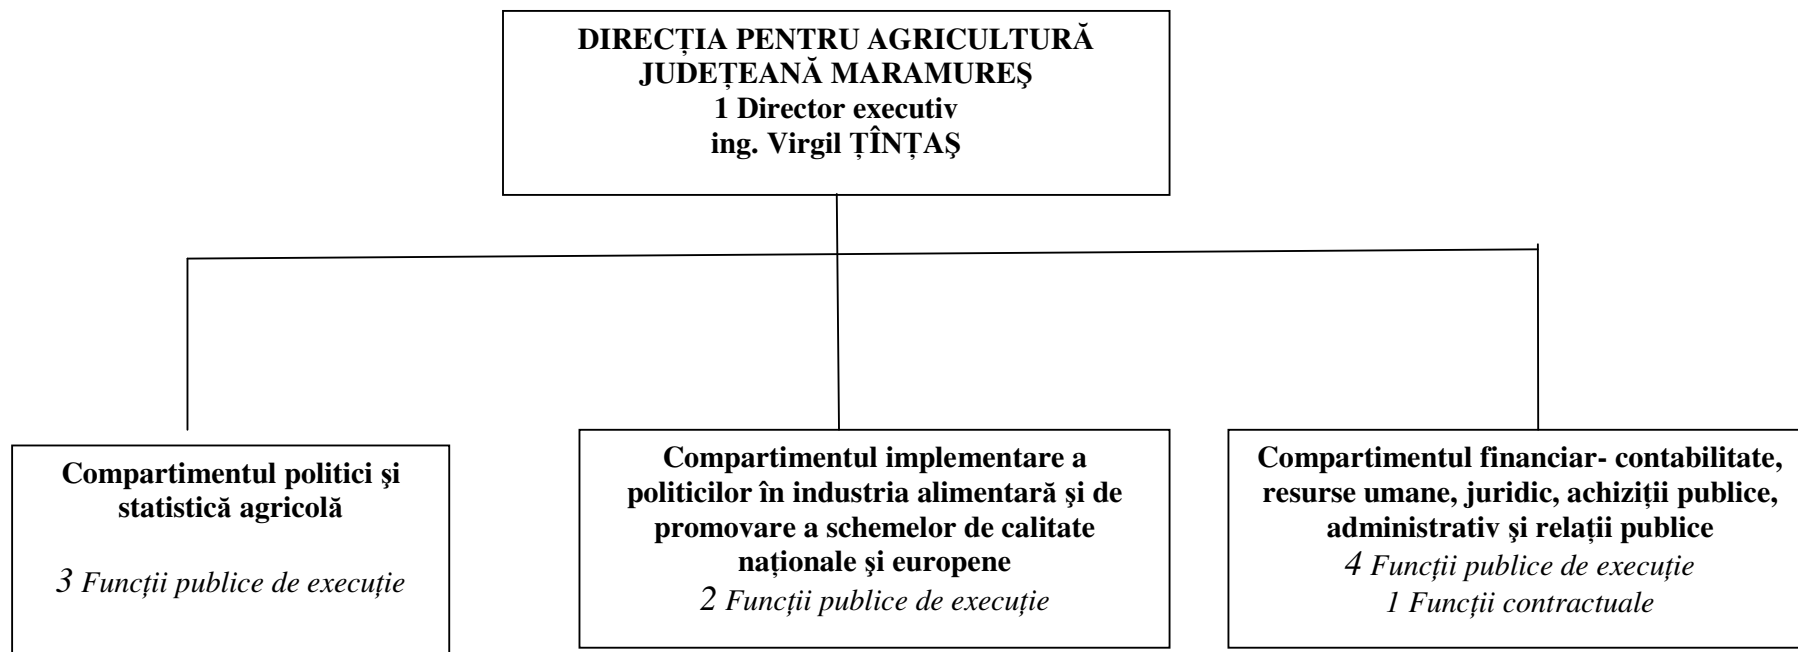 DIRECȚIA PENTRU AGRICULTURĂ
JUDEȚEANĂ MARAMUREŞ
1 Director executiv
ing. Virgil ȚÎNȚAŞ
Compartimentul politici şi
statistică agricolă
3 Funcții publice de execuție
Compartimentul implementare a
politicilor în industria alimentară şi de
promovare a schemelor de calitate
naționale şi europene
2 Funcții publice de execuție
Compartimentul financiar- contabilitate,
resurse umane, juridic, achiziții publice,
administrativ şi relații publice
4 Funcții publice de execuție
1 Funcții contractuale